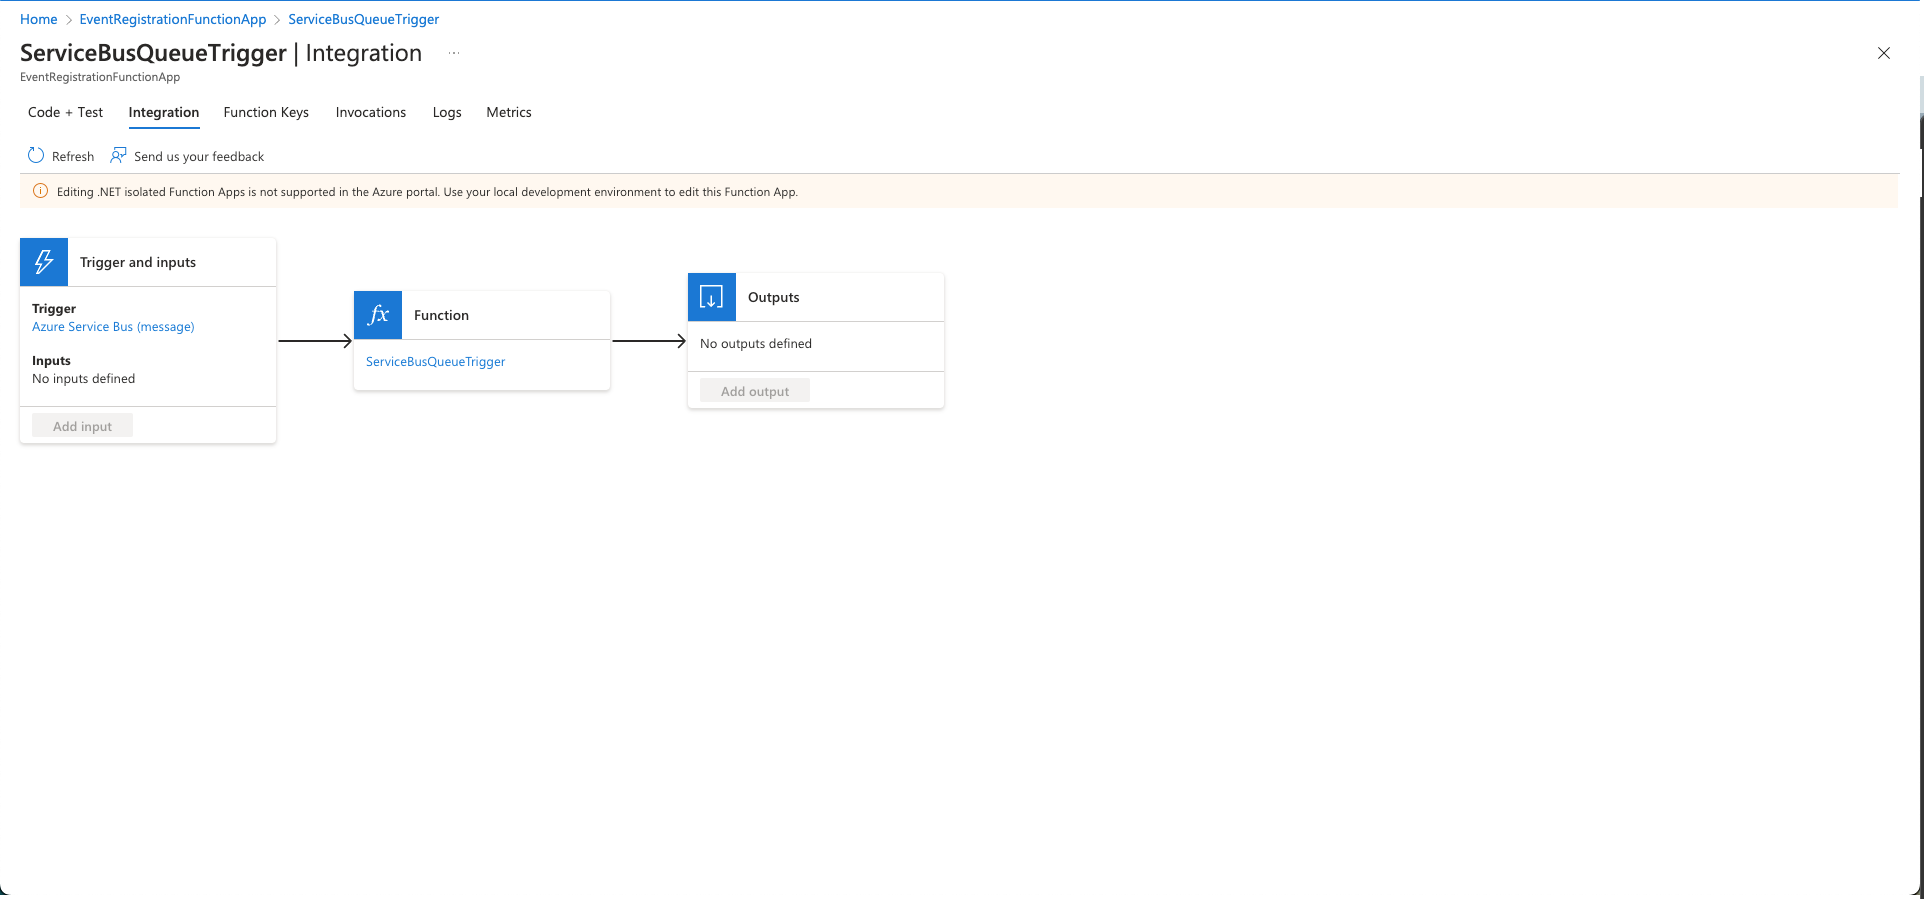 Home > EventRegistrationFunctionApp > ServiceBusQueueTrigger
ServiceBusQueueTrigger | Integration ...
EventRegistrationFunctionApp
Code + Test Integration Function Keys Invocations Logs Metrics
Refresh Send us your feedback
Editing .NET isolated Function Apps is not supported in the Azure portal. Use your local development environment to edit this Function App.
Trigger and inputs
Trigger
Azure Service Bus (message)
Inputs
No inputs defined
Add input
fx Function
ServiceBusQueueTrigger
Outputs
No outputs defined
Add output